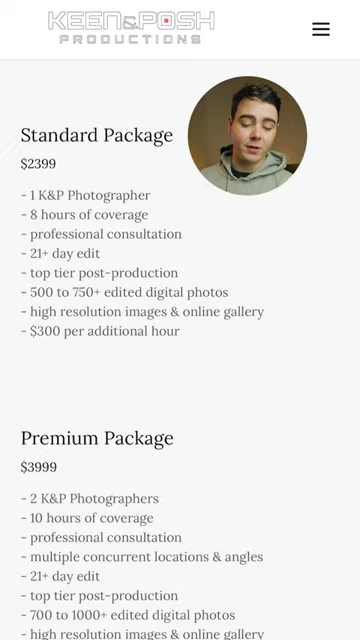 KEEN&POSH
PRODUCTIONS
Standard Package
$2399
- 1 K&P Photographer
- 8 hours of coverage
- professional consultation
- 21+ day edit
- top tier post-production
- 500 to 750+ edited digital photos
- high resolution images & online gallery
- $300 per additional hour
Premium Package
$3999
- 2 K&P Photographers
- 10 hours of coverage
- professional consultation
- multiple concurrent locations & angles
- 21+ day edit
- top tier post-production
- 700 to 1000+ edited digital photos
- high resolution images & online gallery